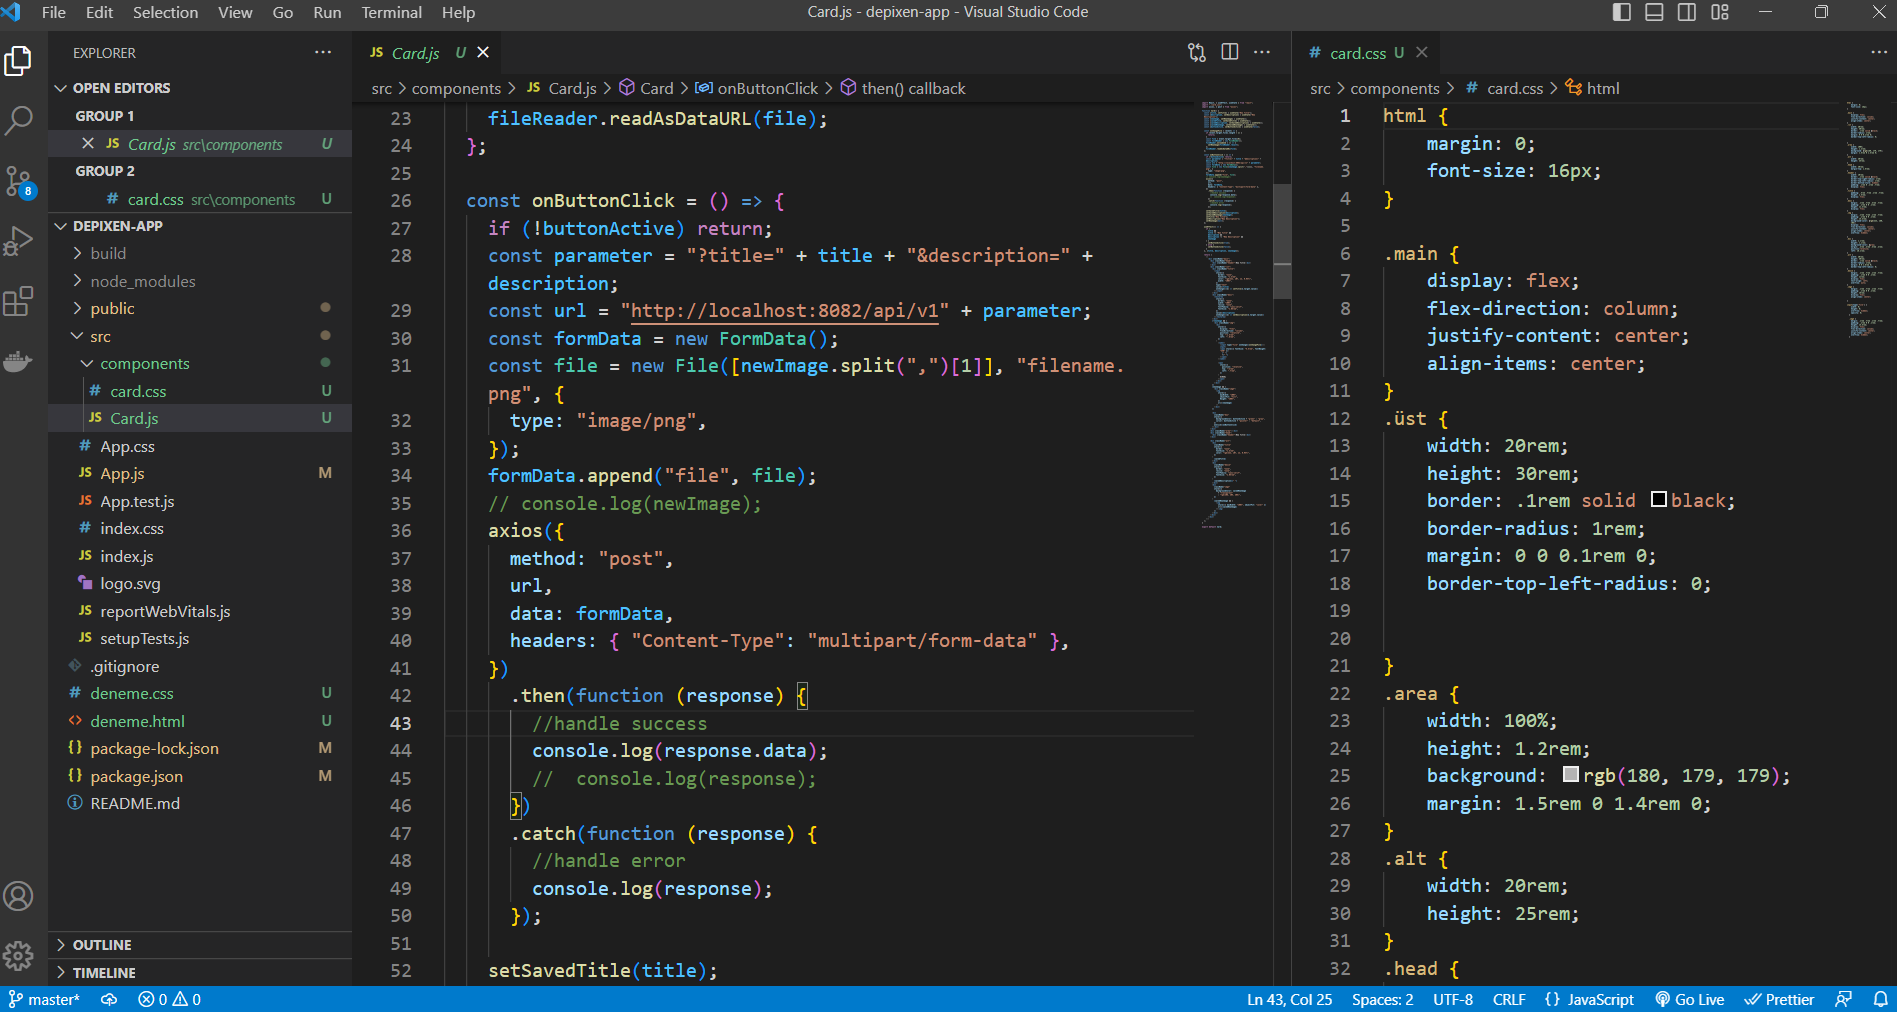 File Edit Selection View Go Run Terminal Help
Card.js - depixen-app - Visual Studio Code
EXPLORER
OPEN EDITORS
GROUP 1
JS Card.js src\components U
GROUP 2
# card.css src\components U
DEPIXEN-APP
build
node_modules
public
src
components
# card.css U
JS Card.js U
# App.css
JS App.js M
JS App.test.js
# index.css
JS index.js
logo.svg
JS reportWebVitals.js
JS setupTests.js
.gitignore
# deneme.css U
<> deneme.html U
{} package-lock.json M
{} package.json M
README.md
OUTLINE
TIMELINE
8
JS Card.js U
src > components > JS Card.js > Card > onButtonClick > then() callback
23 fileReader.readAsDataURL(file);
24 };
25
26 const onButtonClick = () => {
27 if (!buttonActive) return;
28 const parameter = "?title=" + title + "&description=" +
description;
29 const url = "http://localhost:8082/api/v1" + parameter;
30 const formData = new FormData();
31 const file = new File([newImage.split(",")[1]], "filename.
png", {
32 type: "image/png",
33 });
34 formData.append("file", file);
35 // console.log(newImage);
36 axios({
37 method: "post",
38 url,
39 data: formData,
40 headers: { "Content-Type": "multipart/form-data" },
41 })
42 .then(function (response) {
43 //handle success
44 console.log(response.data);
45 //  console.log(response);
46 })
47 .catch(function (response) {
48 //handle error
49 console.log(response);
50 });
51
52 setSavedTitle(title);
# card.css U
src > components > # card.css > html
1 html {
2 margin: 0;
3 font-size: 16px;
4 }
5
6 .main {
7 display: flex;
8 flex-direction: column;
9 justify-content: center;
10 align-items: center;
11 }
12 .üst {
13 width: 20rem;
14 height: 30rem;
15 border: .1rem solid black;
16 border-radius: 1rem;
17 margin: 0 0 0.1rem 0;
18 border-top-left-radius: 0;
19
20
21 }
22 .area {
23 width: 100%;
24 height: 1.2rem;
25 background: rgb(180, 179, 179);
26 margin: 1.5rem 0 1.4rem 0;
27 }
28 .alt {
29 width: 20rem;
30 height: 25rem;
31 }
32 .head {
master* 0 0 Ln 43, Col 25 Spaces: 2 UTF-8 CRLF {} JavaScript Go Live Prettier